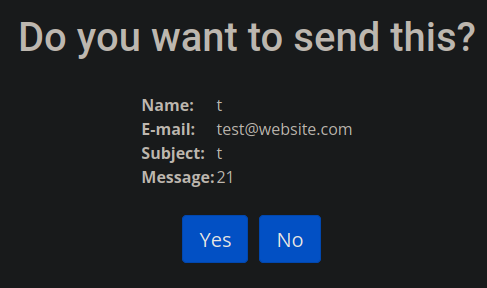 Do you want to send this?
Name: t
E-mail: test@website.com
Subject: t
Message: 21
Yes No